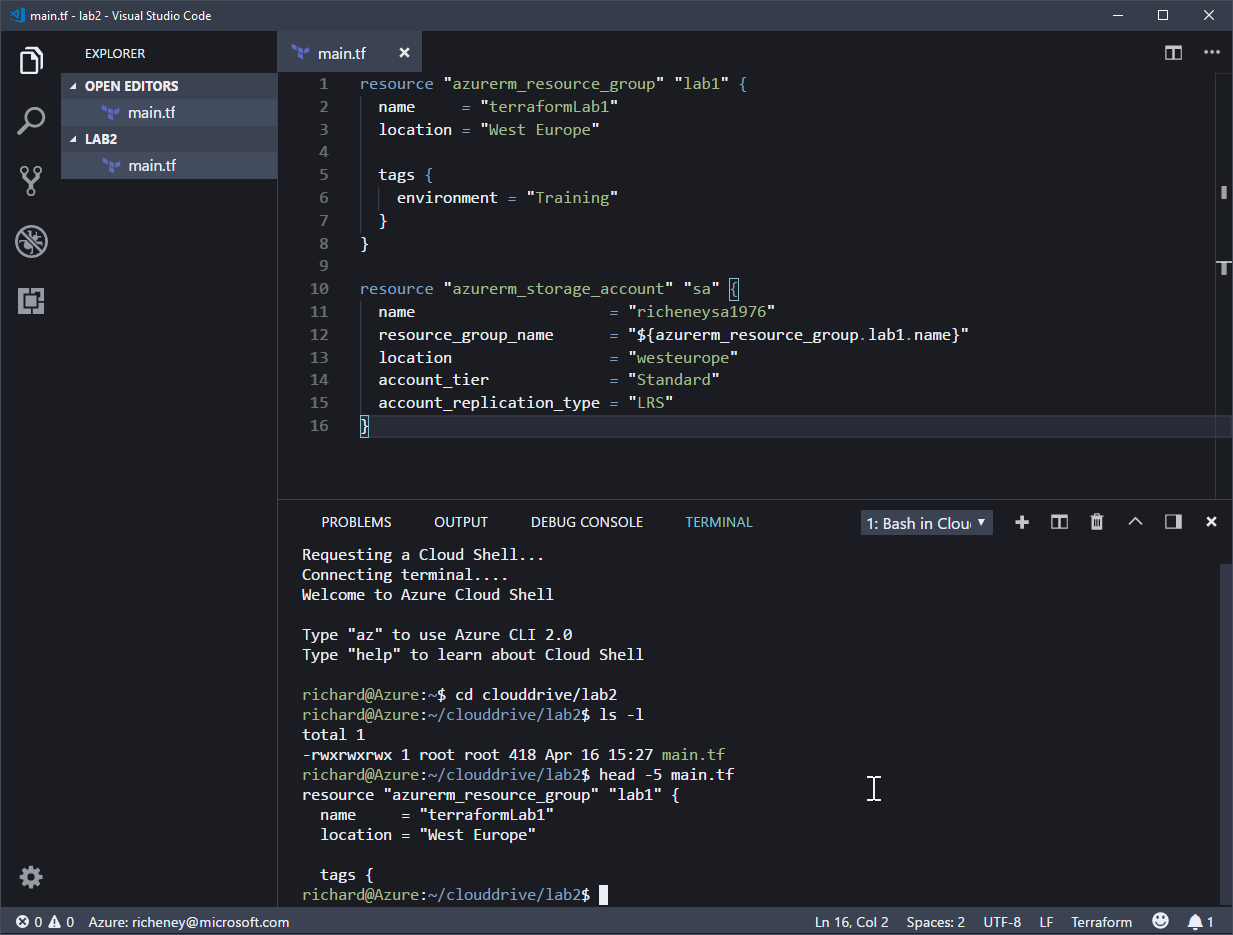 main.tf - lab2 - Visual Studio Code
EXPLORER
OPEN EDITORS
main.tf
LAB2
main.tf
main.tf
1 resource "azurerm_resource_group" "lab1" {
2   name     = "terraformLab1"
3   location = "West Europe"
4
5   tags {
6     environment = "Training"
7   }
8 }
9
10 resource "azurerm_storage_account" "sa" {
11   name                     = "richeneysa1976"
12   resource_group_name      = "${azurerm_resource_group.lab1.name}"
13   location                 = "westeurope"
14   account_tier             = "Standard"
15   account_replication_type = "LRS"
16 }
PROBLEMS OUTPUT DEBUG CONSOLE TERMINAL 1: Bash in Clou
Requesting a Cloud Shell...
Connecting terminal....
Welcome to Azure Cloud Shell

Type "az" to use Azure CLI 2.0
Type "help" to learn about Cloud Shell

richard@Azure:~$ cd clouddrive/lab2
richard@Azure:~/clouddrive/lab2$ ls -l
total 1
-rwxrwxrwx 1 root root 418 Apr 16 15:27 main.tf
richard@Azure:~/clouddrive/lab2$ head -5 main.tf
resource "azurerm_resource_group" "lab1" {
  name     = "terraformLab1"
  location = "West Europe"

  tags {
richard@Azure:~/clouddrive/lab2$
0 0 Azure: richeney@microsoft.com Ln 16, Col 2 Spaces: 2 UTF-8 LF Terraform 1